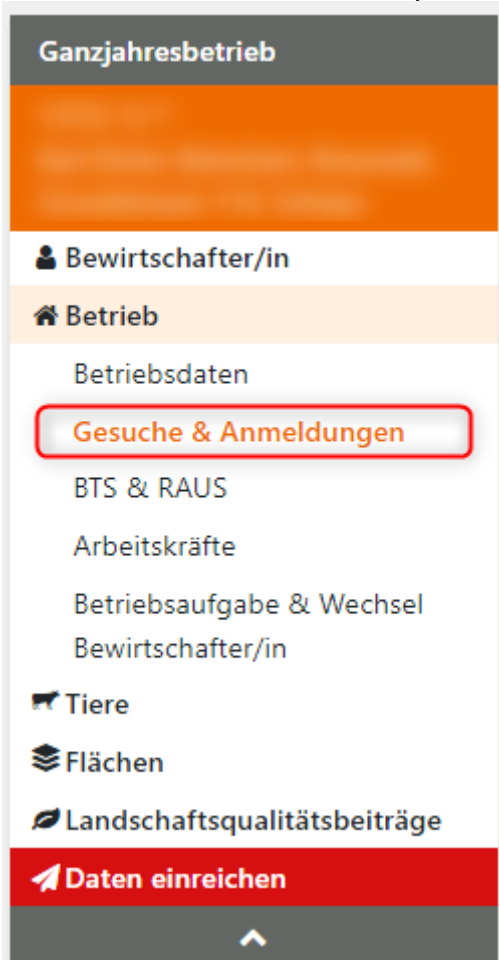 Ganzjahresbetrieb
Bewirtschafter/in
Betrieb
Betriebsdaten
Gesuche & Anmeldungen
BTS & RAUS
Arbeitskräfte
Betriebsaufgabe & Wechsel
Bewirtschafter/in
Tiere
Flächen
Landschaftsqualitätsbeiträge
Daten einreichen